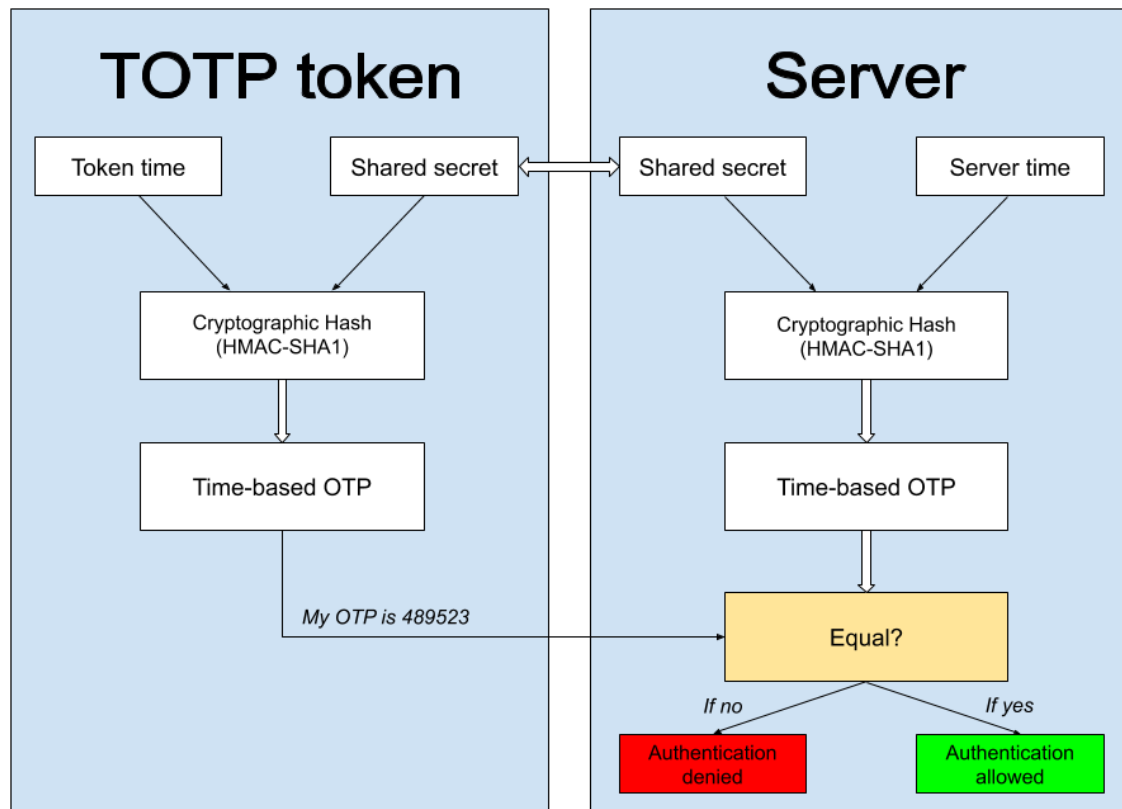 TOTP token
Token time
Shared secret
Cryptographic Hash
(HMAC-SHA1)
Time-based OTP
My OTP is 489523
Server
Shared secret
Server time
Cryptographic Hash
(HMAC-SHA1)
Time-based OTP
Equal?
If no
If yes
Authentication
denied
Authentication
allowed